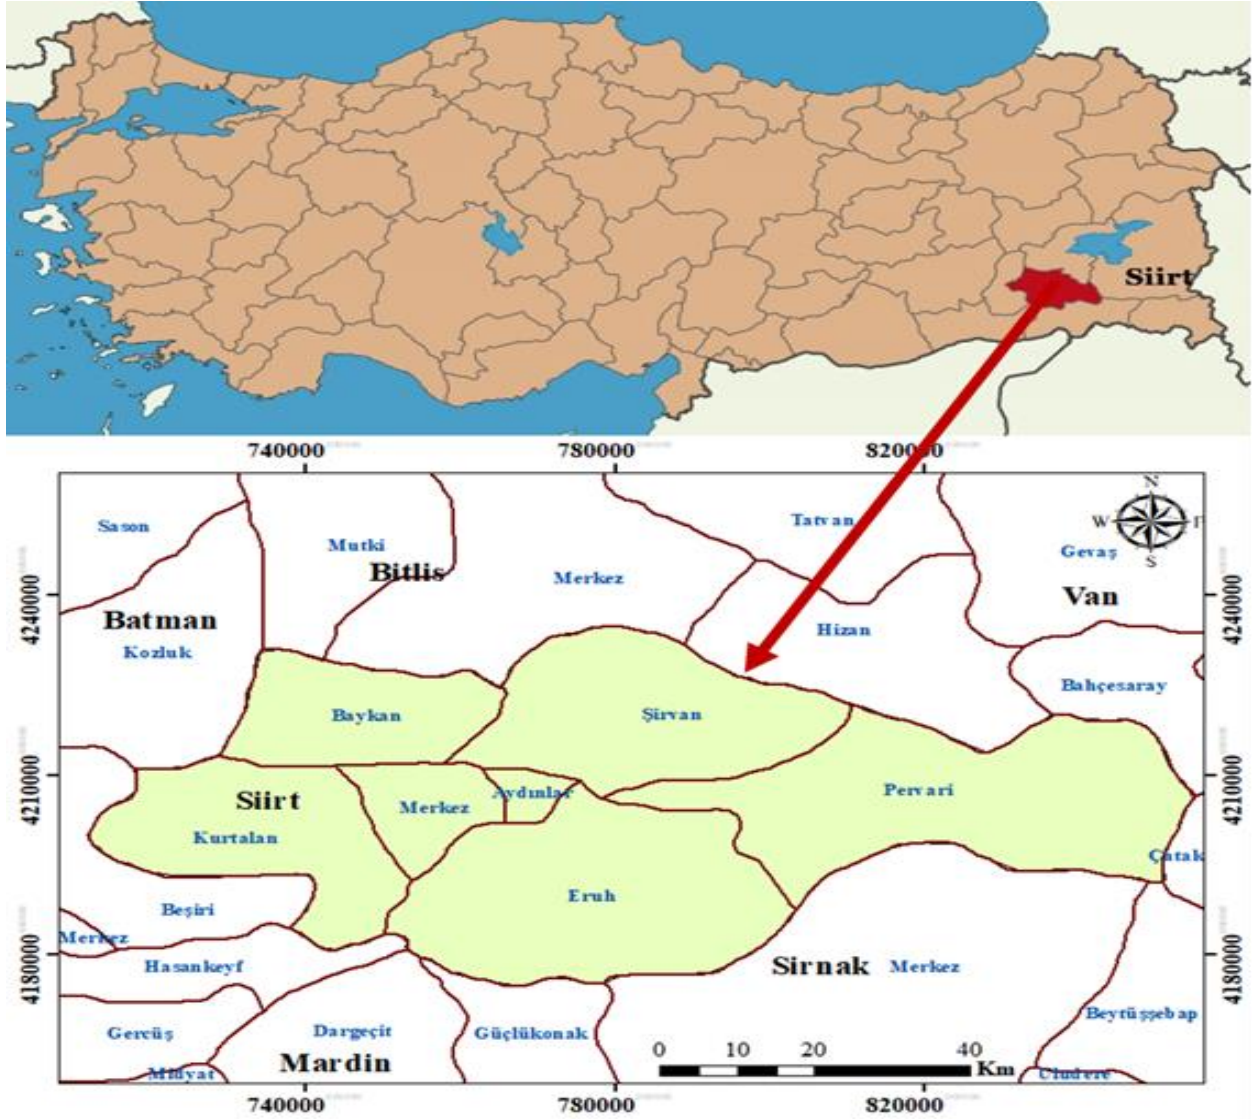 Siirt
740000
780000
820000
N
W
S
Sason
Tatvan
Mutki
Bitlis
Merkez
Gevaş
Van
4240000
4240000
Batman
Kozluk
Hizan
Bahçesaray
Baykan
Şirvan
4210000
4210000
Siirt
Merkez
Aydınlar
Pervari
Kurtalan
Çatak
Eruh
Beşiri
Merkez
Hasankeyf
Sirnak
Merkez
4180000
4180000
Gercüş
Dargeçit
Güçlükonak
Beytüşşebap
Mardin
Midyat
Uludere
0
10
20
40
Km
740000
780000
820000